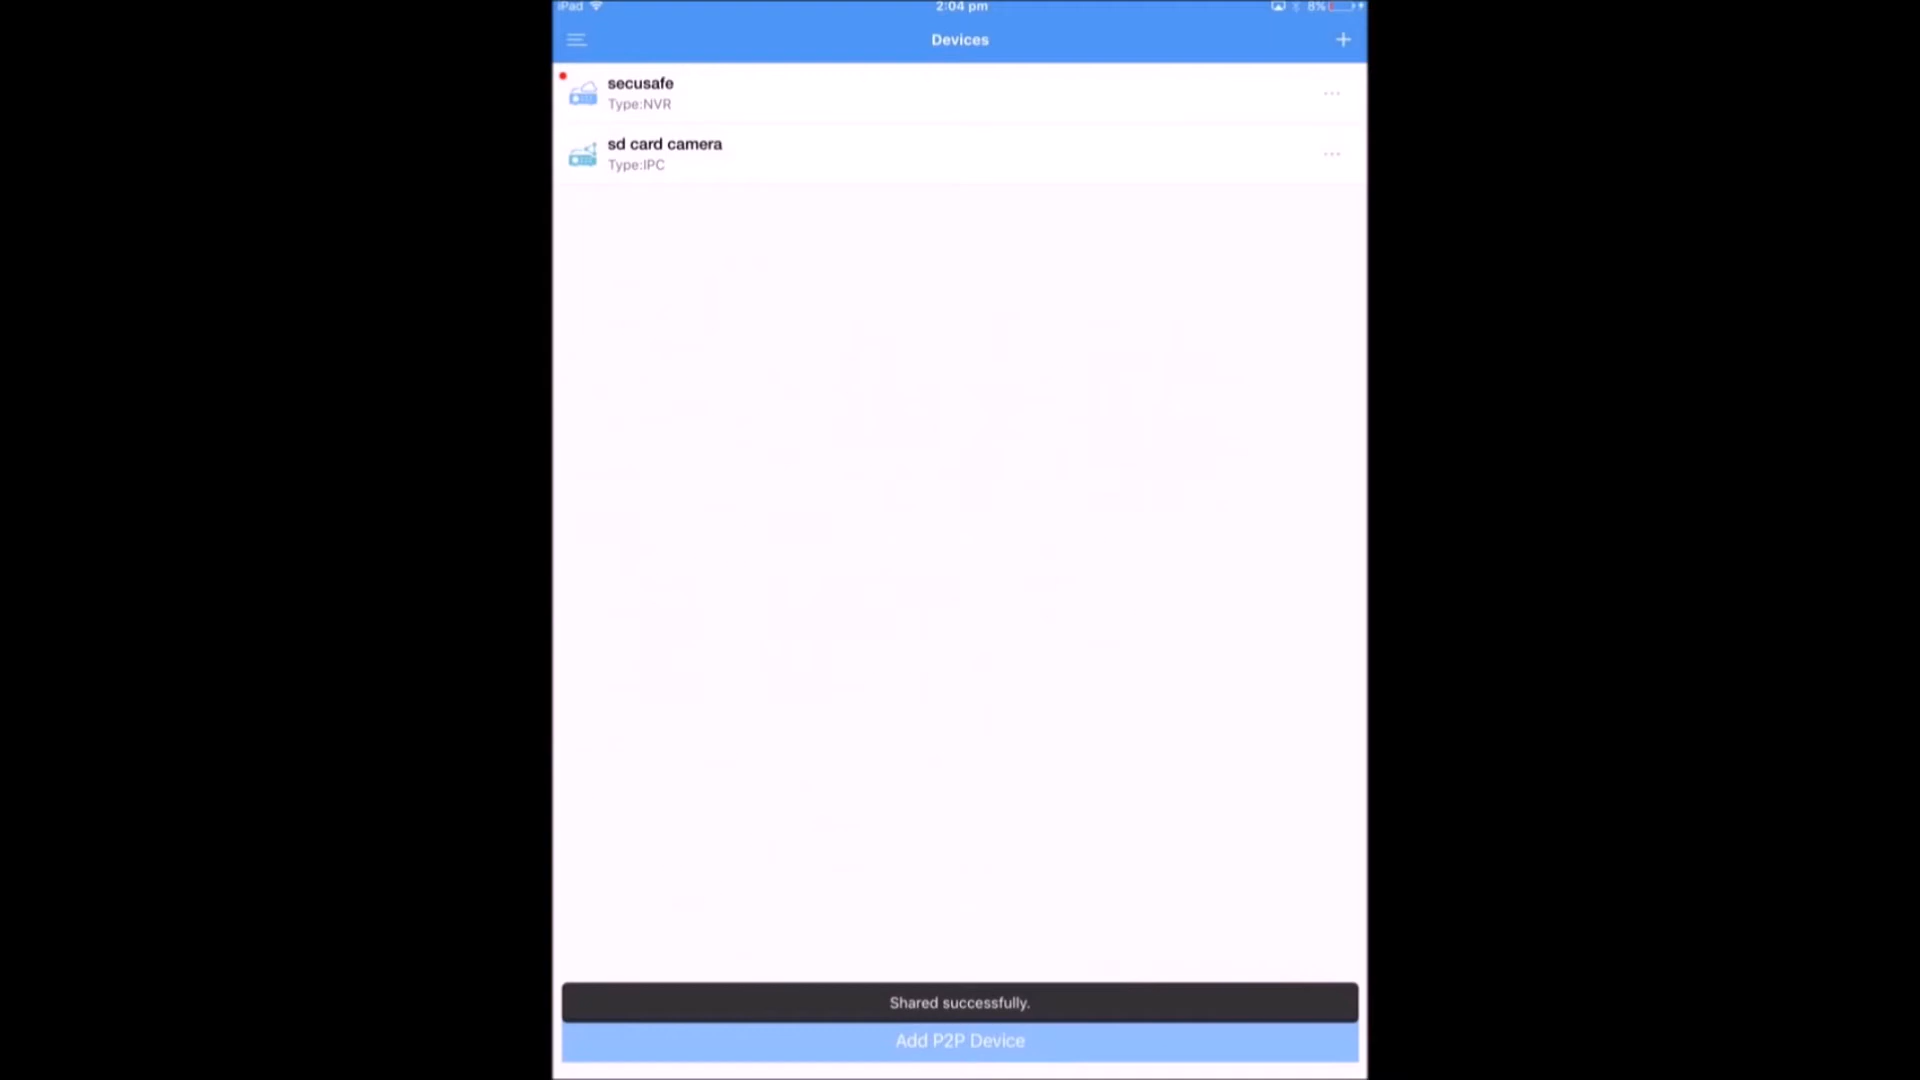 iPad 2:04 pm 8%
Devices +
secusafe
Type:NVR
...
sd card camera
Type:IPC
...
Shared successfully.
Add P2P Device